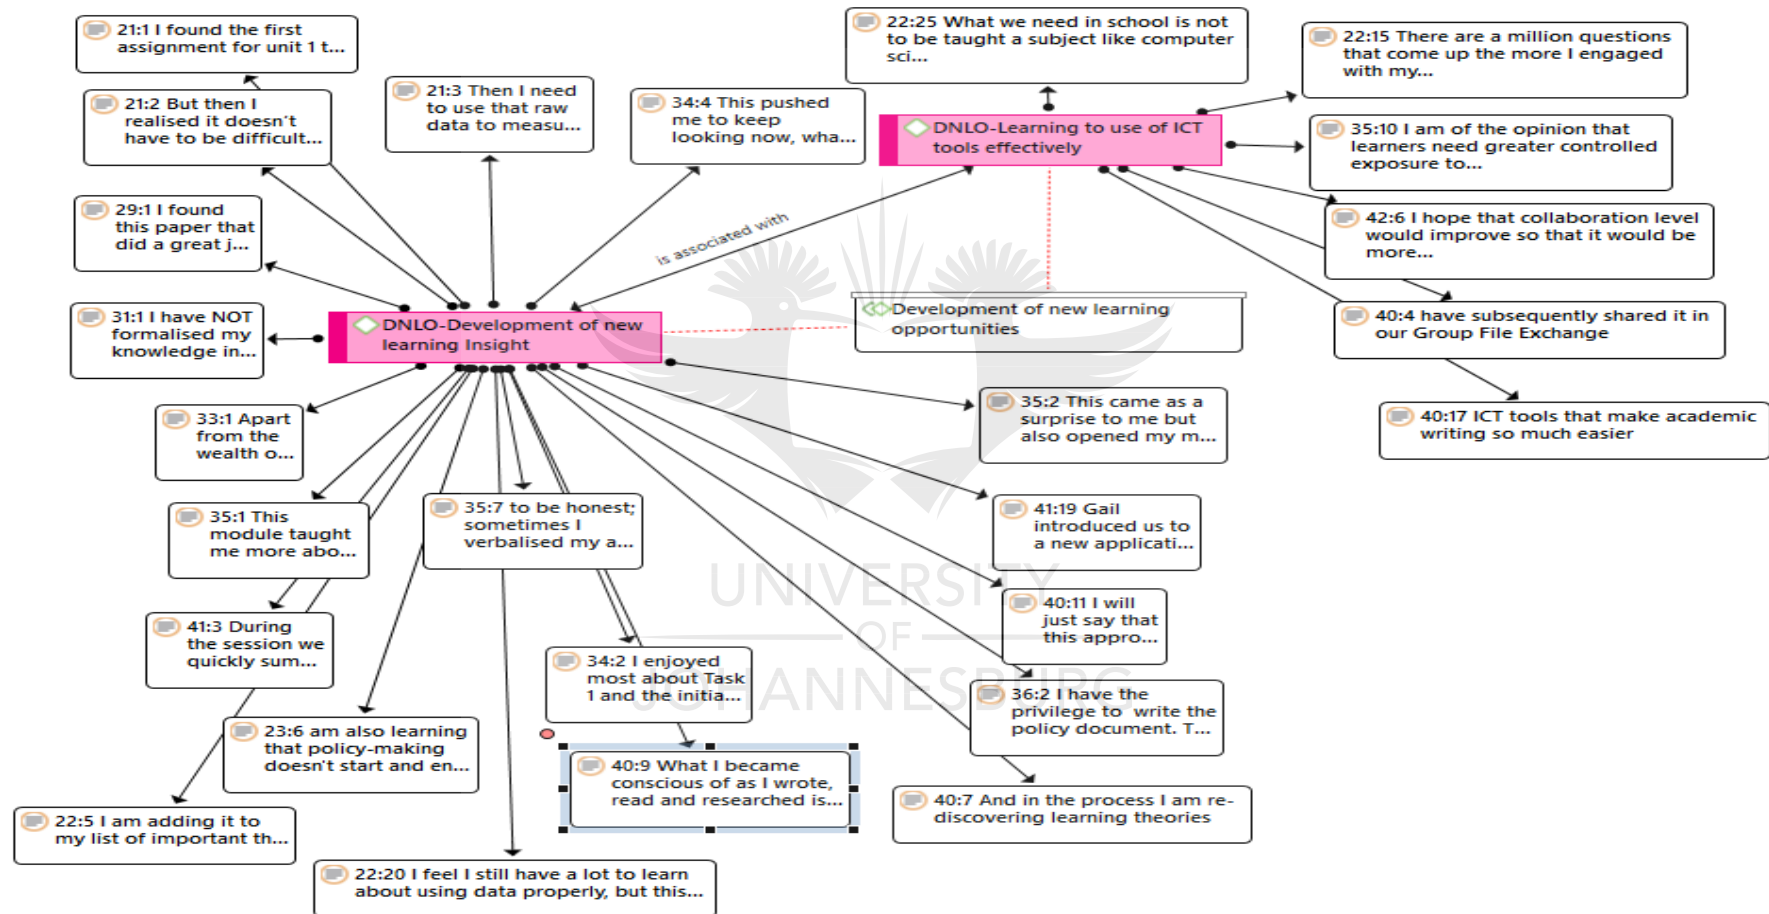 21:1 I found the first
assignment for unit 1 t...
21:2 But then I
realised it doesn't
have to be difficult...
21:3 Then I need
to use that raw
data to measu...
34:4 This pushed
me to keep
looking now, wha...
22:25 What we need in school is not
to be taught a subject like computer
sci...
22:15 There are a million questions
that come up the more I engaged
with my...
DNLO-Learning to use of ICT
tools effectively
35:10 I am of the opinion that
learners need greater controlled
exposure to...
29:1 I found
this paper that
did a great j...
is associated with
42:6 I hope that collaboration level
would improve so that it would be
more...
31:1 I have NOT
formalised my
knowledge in...
DNLO-Development of new
learning Insight
Development of new learning
opportunities
40:4 have subsequently shared it in
our Group File Exchange
33:1 Apart
from the
wealth o...
35:2 This came as a
surprise to me but
also opened my m...
40:17 ICT tools that make academic
writing so much easier
35:1 This
module taught
me more abo...
35:7 to be honest;
sometimes I
verbalised my a...
41:19 Gail
introduced us to
a new applicati...
UNIVERSITY
OF
JOHANNESBURG
41:3 During
the session we
quickly sum...
40:11 I will
just say that
this appro...
34:2 I enjoyed
most about Task
1 and the initia...
36:2 I have the
privilege to write the
policy document. T...
23:6 am also learning
that policy-making
doesn't start and en...
40:9 What I became
conscious of as I wrote,
read and researched is...
40:7 And in the process I am re-
discovering learning theories
22:5 I am adding it to
my list of important th...
22:20 I feel I still have a lot to learn
about using data properly, but this...